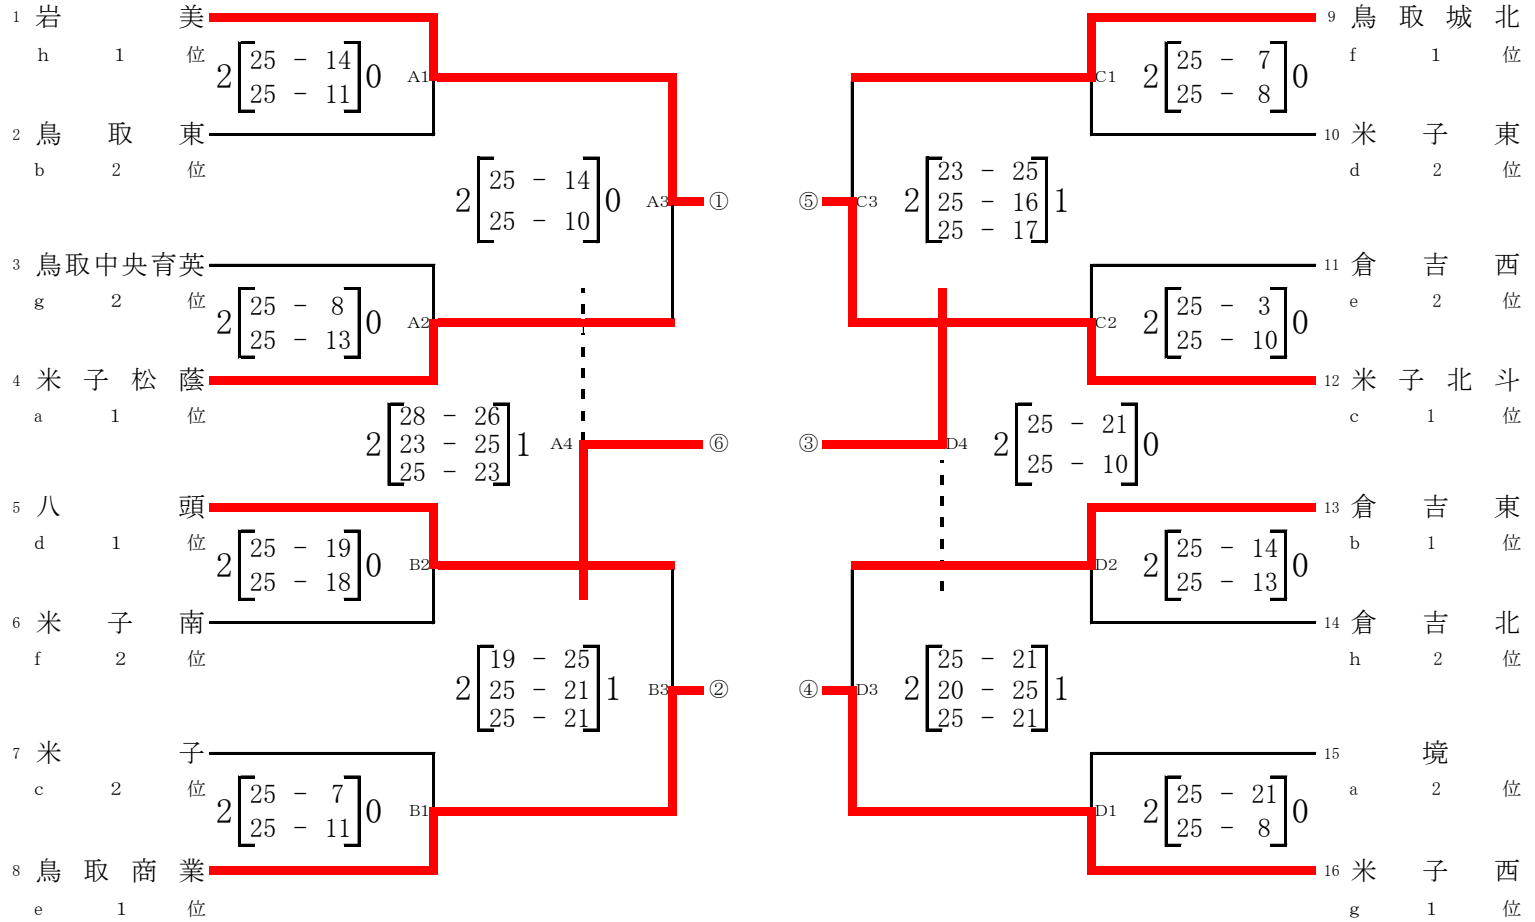 1 岩美
h 1 位
2 25 - 14 0 A1
25 - 11
2 鳥取東
b 2 位
2 25 - 14 0 A3 ①
25 - 10
3 鳥取中央育英
g 2 位
2 25 - 8 0 A2
25 - 13
4 米子松蔭
a 1 位
28 - 26
2 23 - 25 1 A4 ⑥
25 - 23
5 八頭
d 1 位
2 25 - 19 0 B2
25 - 18
6 米子南
f 2 位
19 - 25
2 25 - 21 1 B3 ②
25 - 21
7 米子
c 2 位
2 25 - 7 0 B1
25 - 11
8 鳥取商業
e 1 位
9 鳥取城北
f 1 位
C1 2 25 - 7 0
25 - 8
10 米子東
d 2 位
23 - 25
⑤ C3 2 25 - 16 1
25 - 17
11 倉吉西
e 2 位
C2 2 25 - 3 0
25 - 10
12 米子北斗
c 1 位
③ D4 2 25 - 21 0
25 - 10
13 倉吉東
b 1 位
D2 2 25 - 14 0
25 - 13
14 倉吉北
h 2 位
25 - 21
④ D3 2 20 - 25 1
25 - 21
15 境
a 2 位
D1 2 25 - 21 0
25 - 8
16 米子西
g 1 位